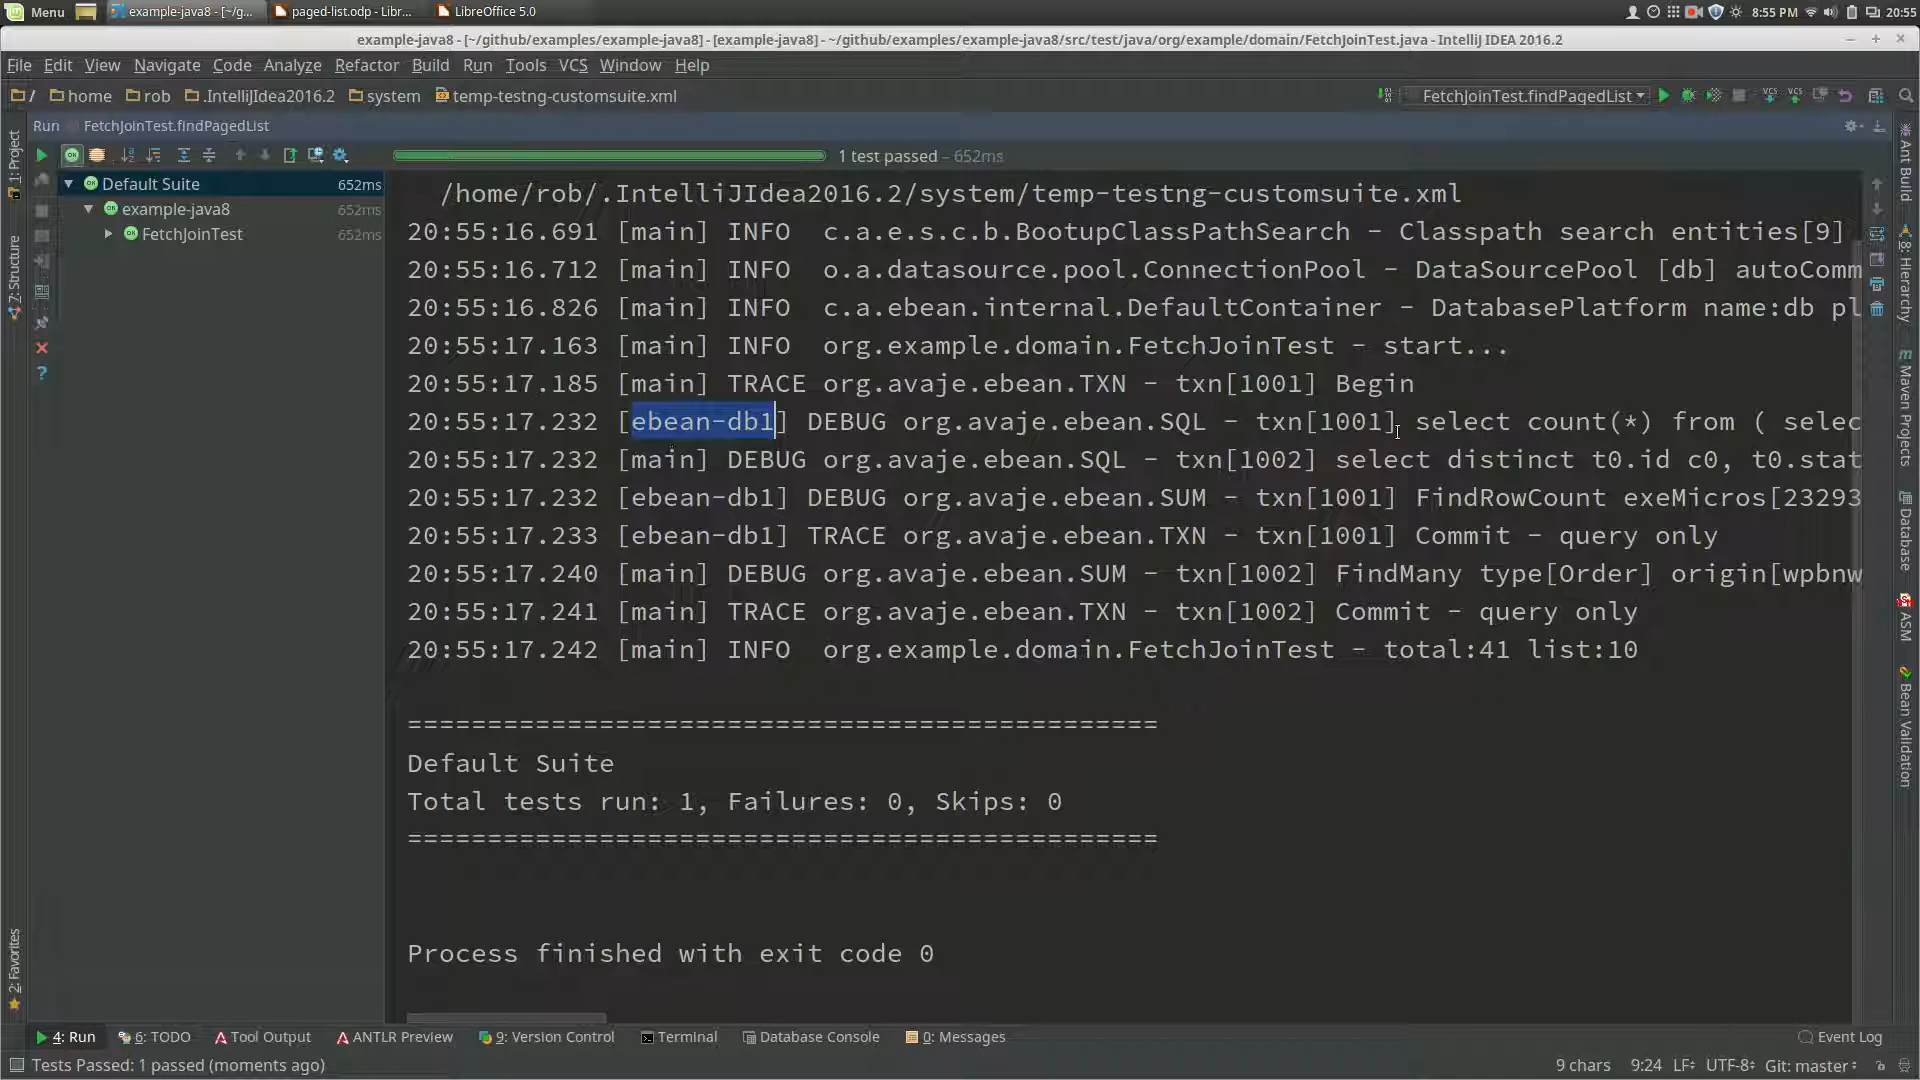 Menu example-java8 - [~/g... paged-list.odp - Libr... LibreOffice 5.0 8:55 PM 20:55
example-java8 - [~/github/examples/example-java8] - [example-java8] - ~/github/examples/example-java8/src/test/java/org/example/domain/FetchJoinTest.java - IntelliJ IDEA 2016.2
File Edit View Navigate Code Analyze Refactor Build Run Tools VCS Window Help
/ home rob .IntelliJIdea2016.2 system temp-testng-customsuite.xml FetchJoinTest.findPagedList
Run FetchJoinTest.findPagedList
1 test passed – 652ms
Default Suite 652ms
example-java8 652ms
FetchJoinTest 652ms
/home/rob/.IntelliJIdea2016.2/system/temp-testng-customsuite.xml
20:55:16.691 [main] INFO c.a.e.s.c.b.BootupClassPathSearch - Classpath search entities[9]
20:55:16.712 [main] INFO o.a.datasource.pool.ConnectionPool - DataSourcePool [db] autoComm
20:55:16.826 [main] INFO c.a.ebean.internal.DefaultContainer - DatabasePlatform name:db pl
20:55:17.163 [main] INFO org.example.domain.FetchJoinTest - start...
20:55:17.185 [main] TRACE org.avaje.ebean.TXN - txn[1001] Begin
20:55:17.232 [ebean-db1] DEBUG org.avaje.ebean.SQL - txn[1001] select count(*) from ( selec
20:55:17.232 [main] DEBUG org.avaje.ebean.SQL - txn[1002] select distinct t0.id c0, t0.stat
20:55:17.232 [ebean-db1] DEBUG org.avaje.ebean.SUM - txn[1001] FindRowCount exeMicros[23293
20:55:17.233 [ebean-db1] TRACE org.avaje.ebean.TXN - txn[1001] Commit - query only
20:55:17.240 [main] DEBUG org.avaje.ebean.SUM - txn[1002] FindMany type[Order] origin[wpbnw
20:55:17.241 [main] TRACE org.avaje.ebean.TXN - txn[1002] Commit - query only
20:55:17.242 [main] INFO org.example.domain.FetchJoinTest - total:41 list:10
===============================================
Default Suite
Total tests run: 1, Failures: 0, Skips: 0
===============================================
Process finished with exit code 0
1: Project
7: Structure
2: Favorites
Ant Build
8: Hierarchy
Maven Projects
Database
ASM
Bean Validation
4: Run 6: TODO Tool Output ANTLR Preview 9: Version Control Terminal Database Console 0: Messages Event Log
Tests Passed: 1 passed (moments ago) 9 chars 9:24 LF UTF-8 Git: master